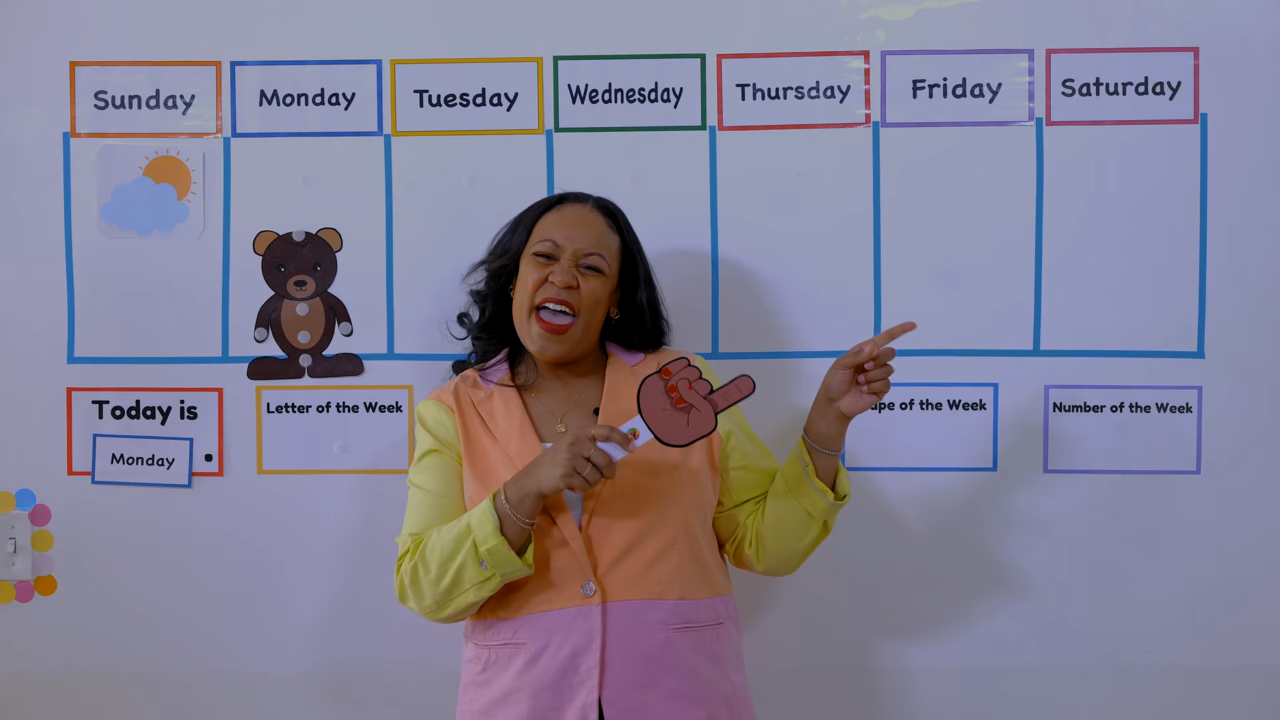 Sunday
Monday
Tuesday
Wednesday
Thursday
Friday
Saturday
Today is
Monday
Letter of the Week
of the Week
Number of the Week